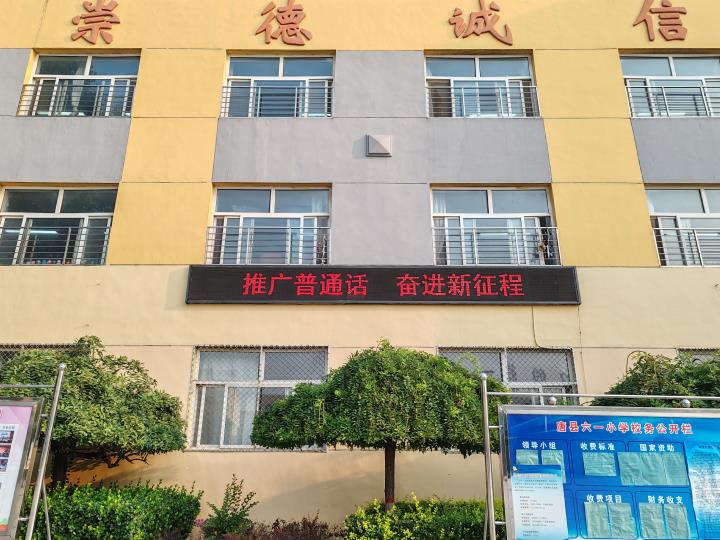 崇德诚信
推广普通话 奋进新征程
唐县六一小学校务公开栏
领导小组 收费标准 国家资助
收费项目 财务收支